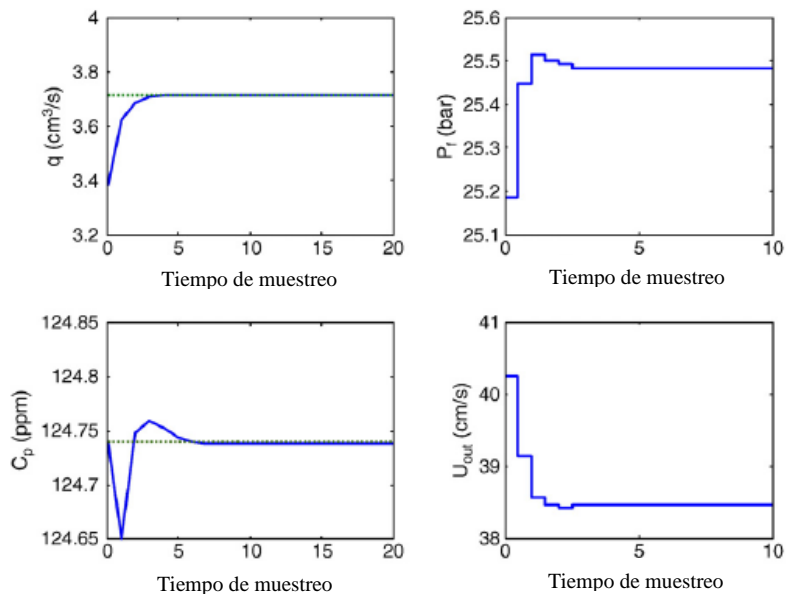 4
3.8
3.6
3.4
3.2
q (cm³/s)
0 5 10 15 20
Tiempo de muestreo
25.6
25.5
25.4
25.3
25.2
25.1
P_f (bar)
0 5 10
Tiempo de muestreo
124.85
124.8
124.75
124.7
124.65
C_p (ppm)
0 5 10 15 20
Tiempo de muestreo
41
40
39
38
U_out (cm/s)
0 5 10
Tiempo de muestreo